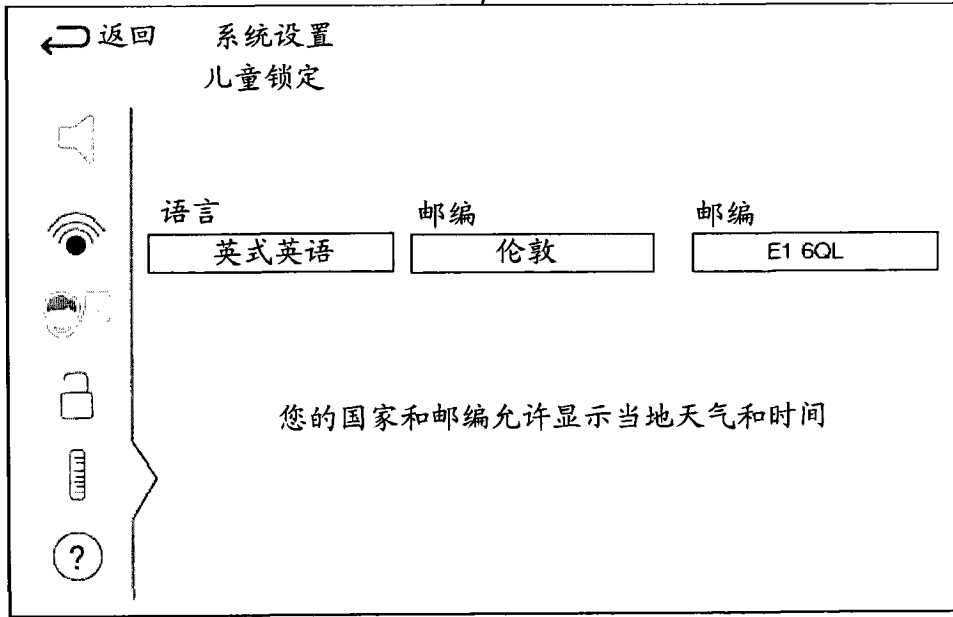 返回 系统设置
儿童锁定
语言 邮编 邮编
英式英语 伦敦 E1 6QL
您的国家和邮编允许显示当地天气和时间
?